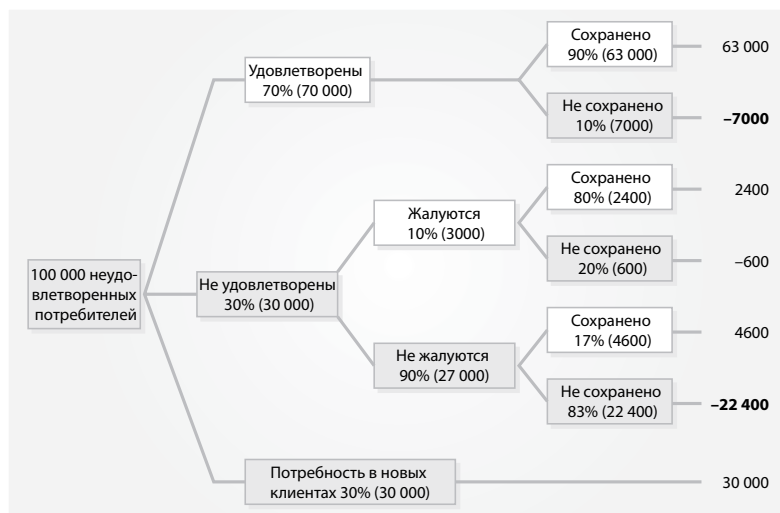 Сохранено
90% (63 000)
63 000
Удовлетворены
70% (70 000)
Не сохранено
10% (7000)
–7000
Сохранено
80% (2400)
2400
Жалуются
10% (3000)
Не сохранено
20% (600)
–600
100 000 неудо-
влетворенных
потребителей
Не удовлетворены
30% (30 000)
Сохранено
17% (4600)
4600
Не жалуются
90% (27 000)
Не сохранено
83% (22 400)
–22 400
Потребность в новых
клиентах 30% (30 000)
30 000